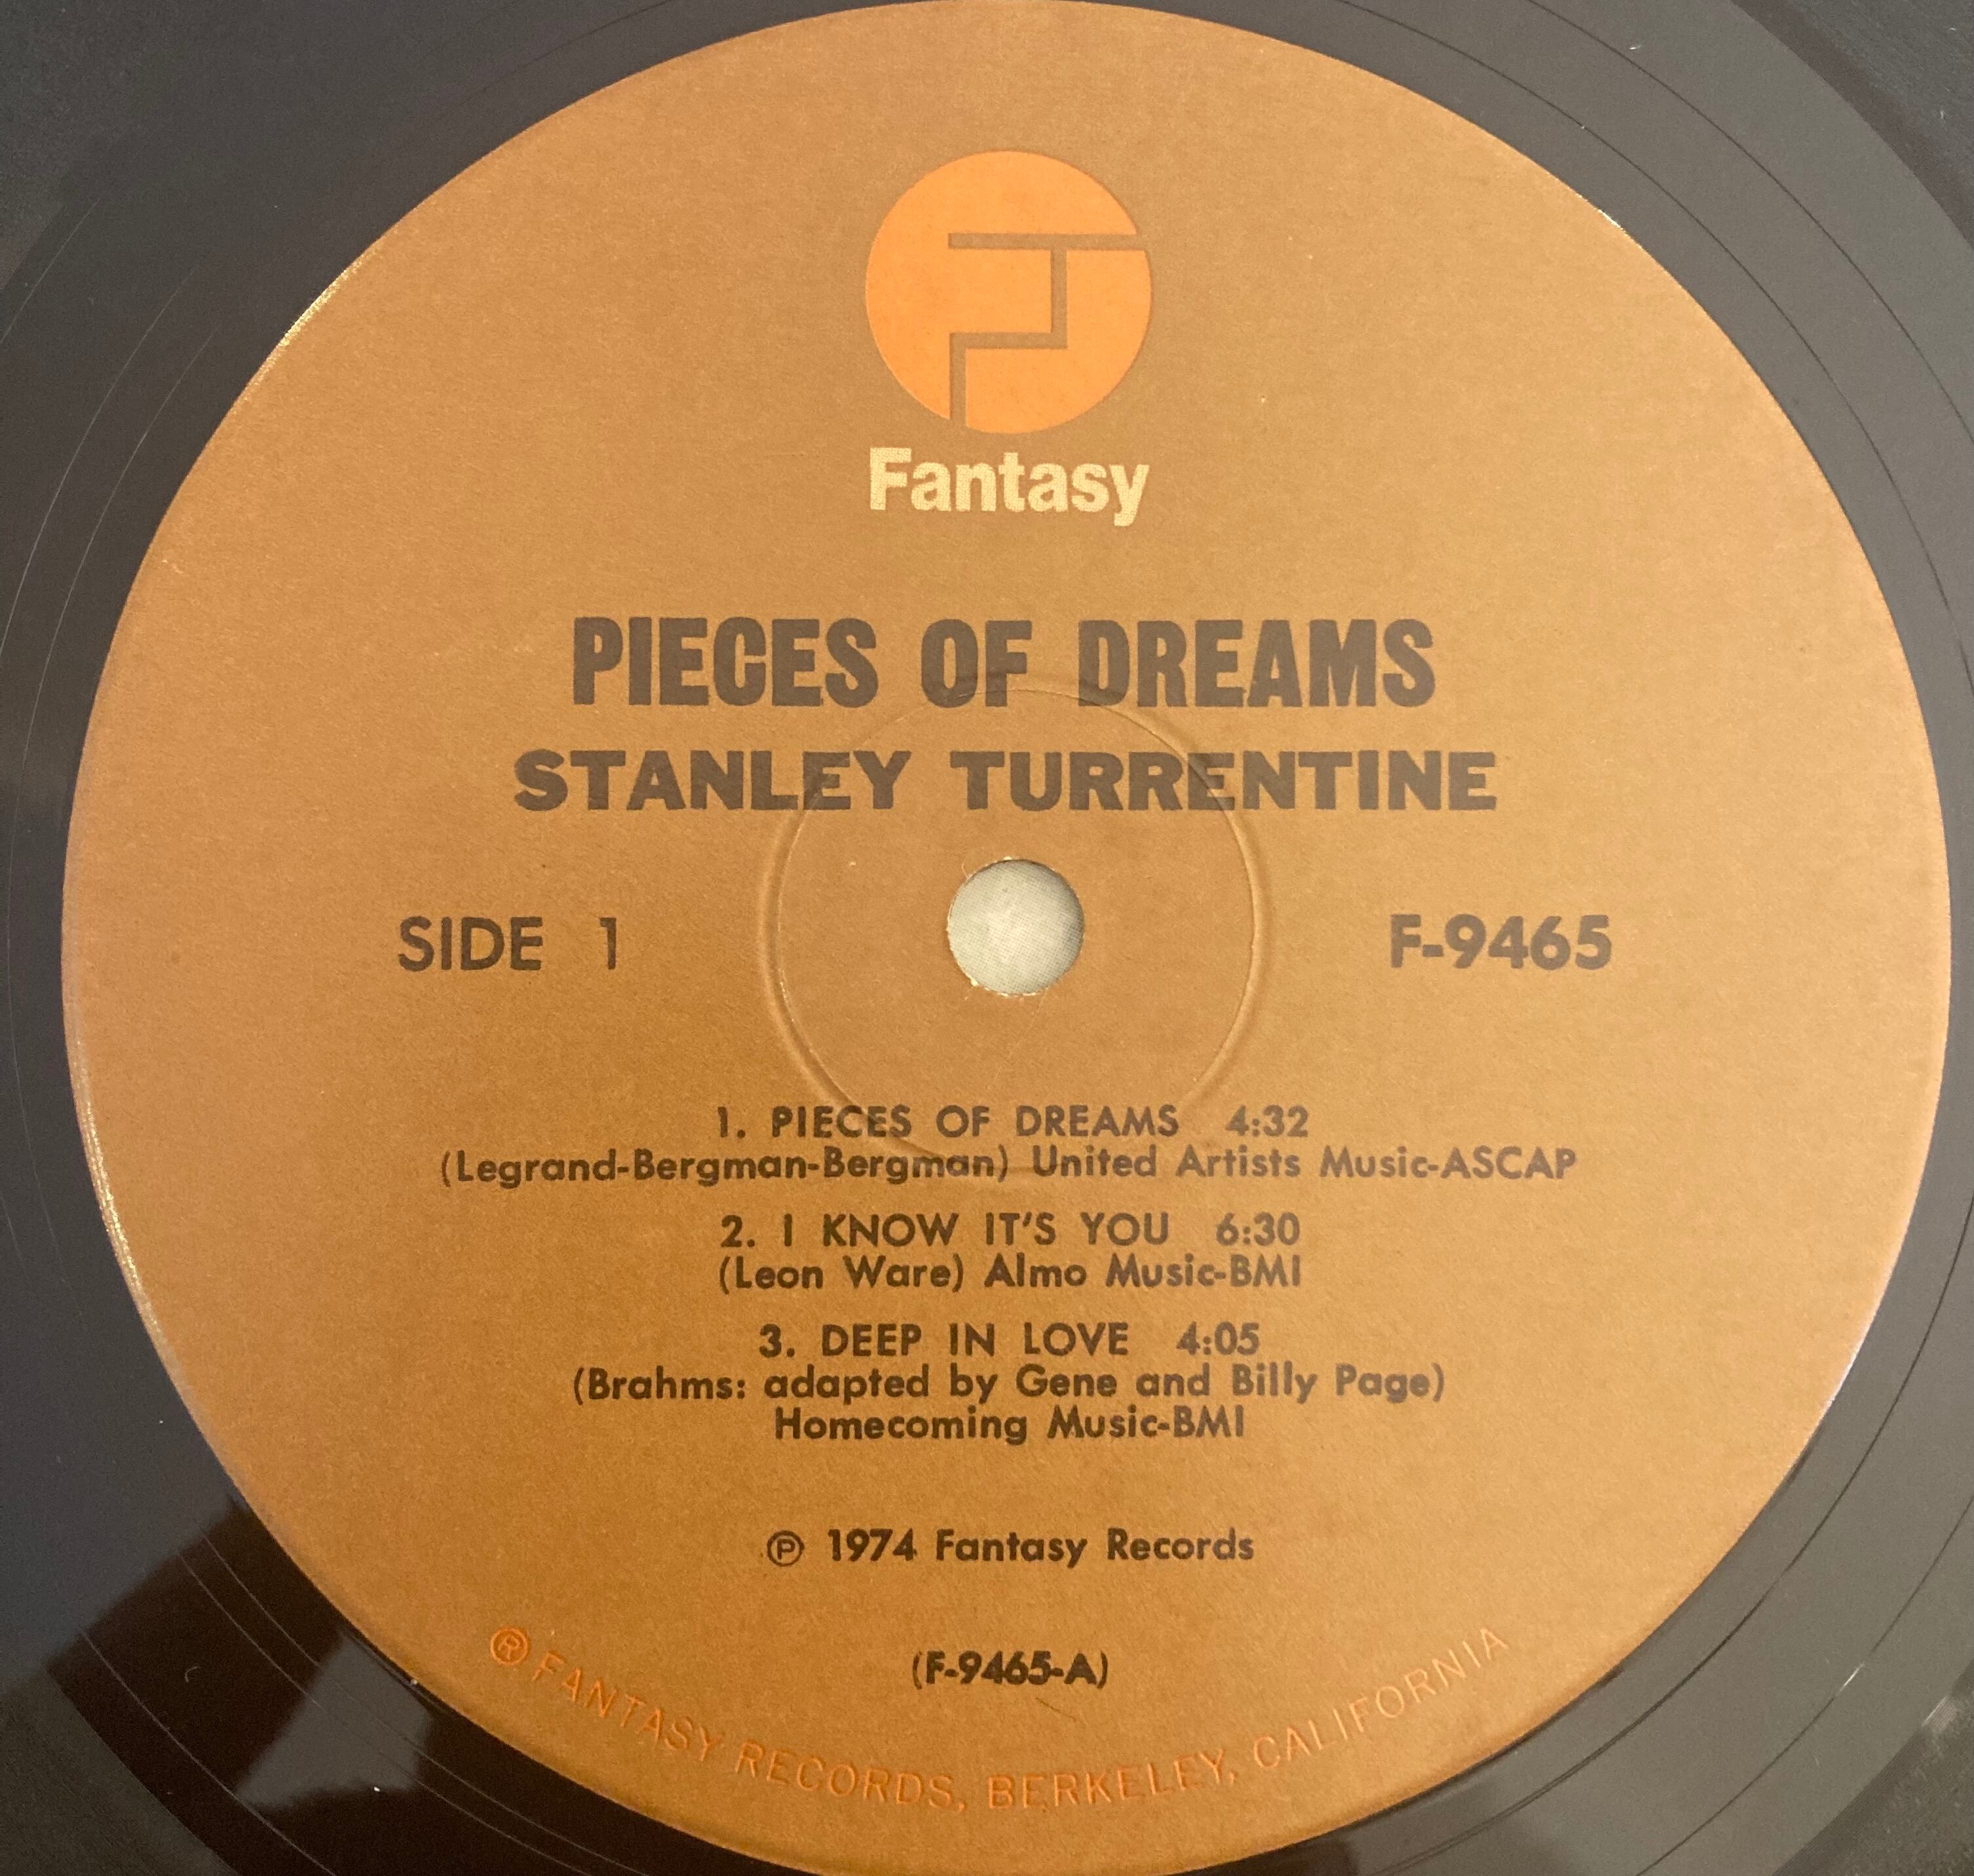 Fantasy
PIECES OF DREAMS
STANLEY TURRENTINE
SIDE 1
F-9465
1. PIECES OF DREAMS 4:32
(Legrand-Bergman-Bergman) United Artists Music-ASCAP
2. I KNOW IT'S YOU 6:30
(Leon Ware) Almo Music-BMI
3. DEEP IN LOVE 4:05
(Brahms: adapted by Gene and Billy Page)
Homecoming Music-BMI
℗ 1974 Fantasy Records
(F-9465-A)
® FANTASY RECORDS, BERKELEY, CALIFORNIA